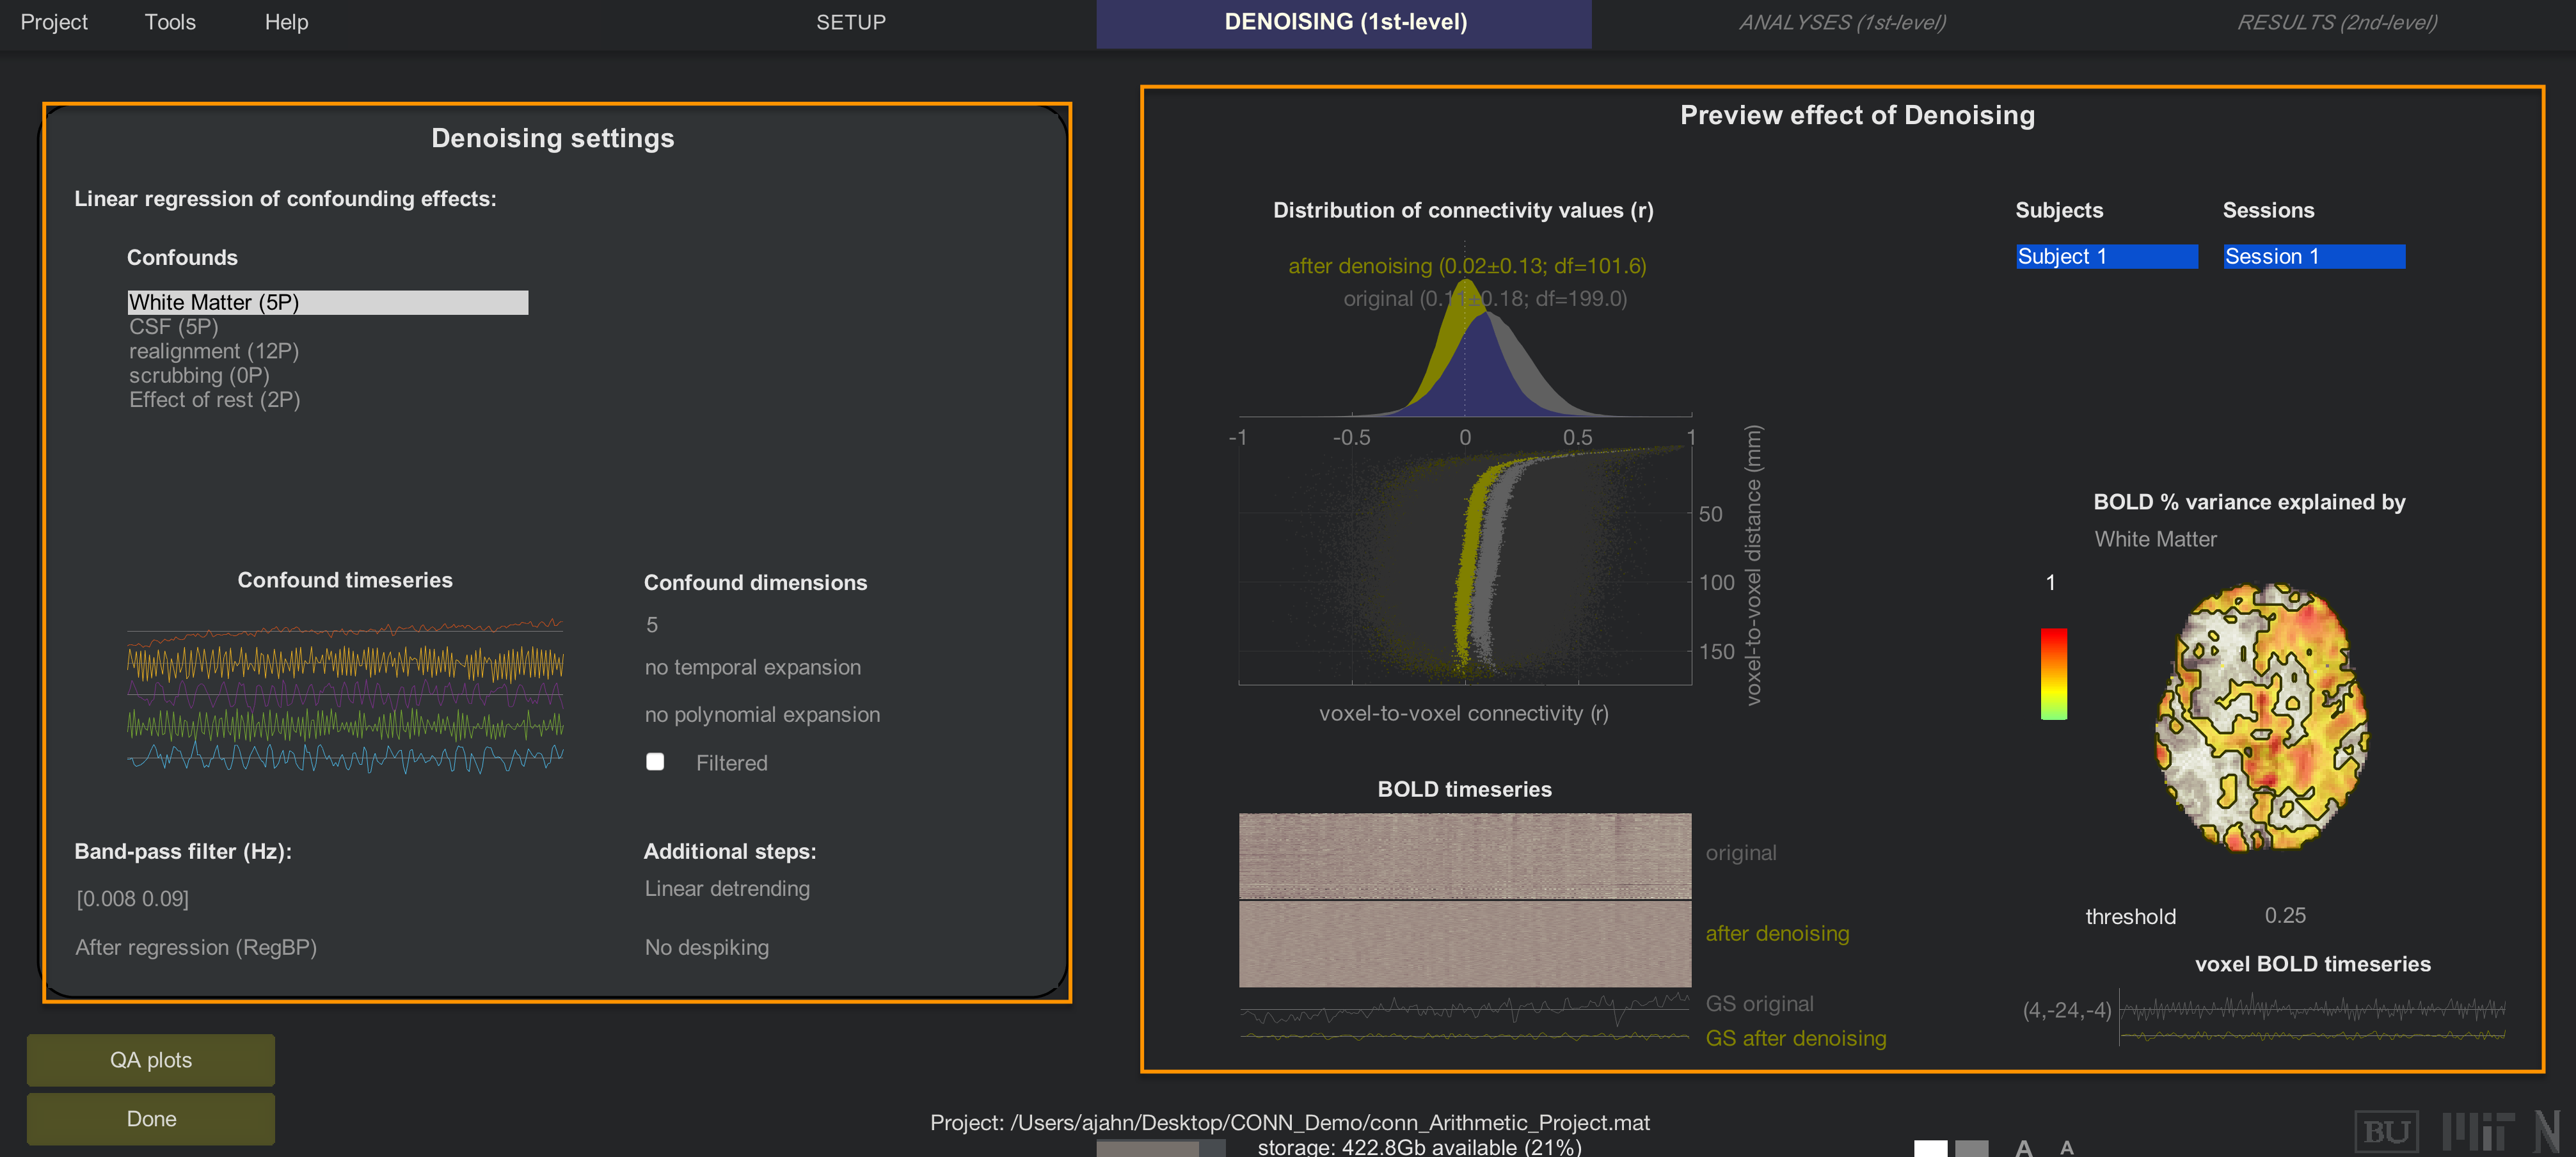 Project Tools Help SETUP DENOISING (1st-level) ANALYSES (1st-level) RESULTS (2nd-level)
Denoising settings
Linear regression of confounding effects:
Confounds
White Matter (5P)
CSF (5P)
realignment (12P)
scrubbing (0P)
Effect of rest (2P)
Confound timeseries
Confound dimensions
5
no temporal expansion
no polynomial expansion
Filtered
Band-pass filter (Hz):
[0.008 0.09]
After regression (RegBP)
Additional steps:
Linear detrending
No despiking
QA plots
Done
Preview effect of Denoising
Distribution of connectivity values (r)
after denoising (0.02±0.13; df=101.6)
original (0.11±0.18; df=199.0)
-1 -0.5 0 0.5 1
50
100
150
voxel-to-voxel distance (mm)
voxel-to-voxel connectivity (r)
BOLD timeseries
original
after denoising
GS original
GS after denoising
Subjects
Subject 1
Sessions
Session 1
BOLD % variance explained by
White Matter
1
threshold 0.25
voxel BOLD timeseries
(4,-24,-4)
Project: /Users/ajahn/Desktop/CONN_Demo/conn_Arithmetic_Project.mat
storage: 422.8Gb available (21%)
A A
BU MIT N